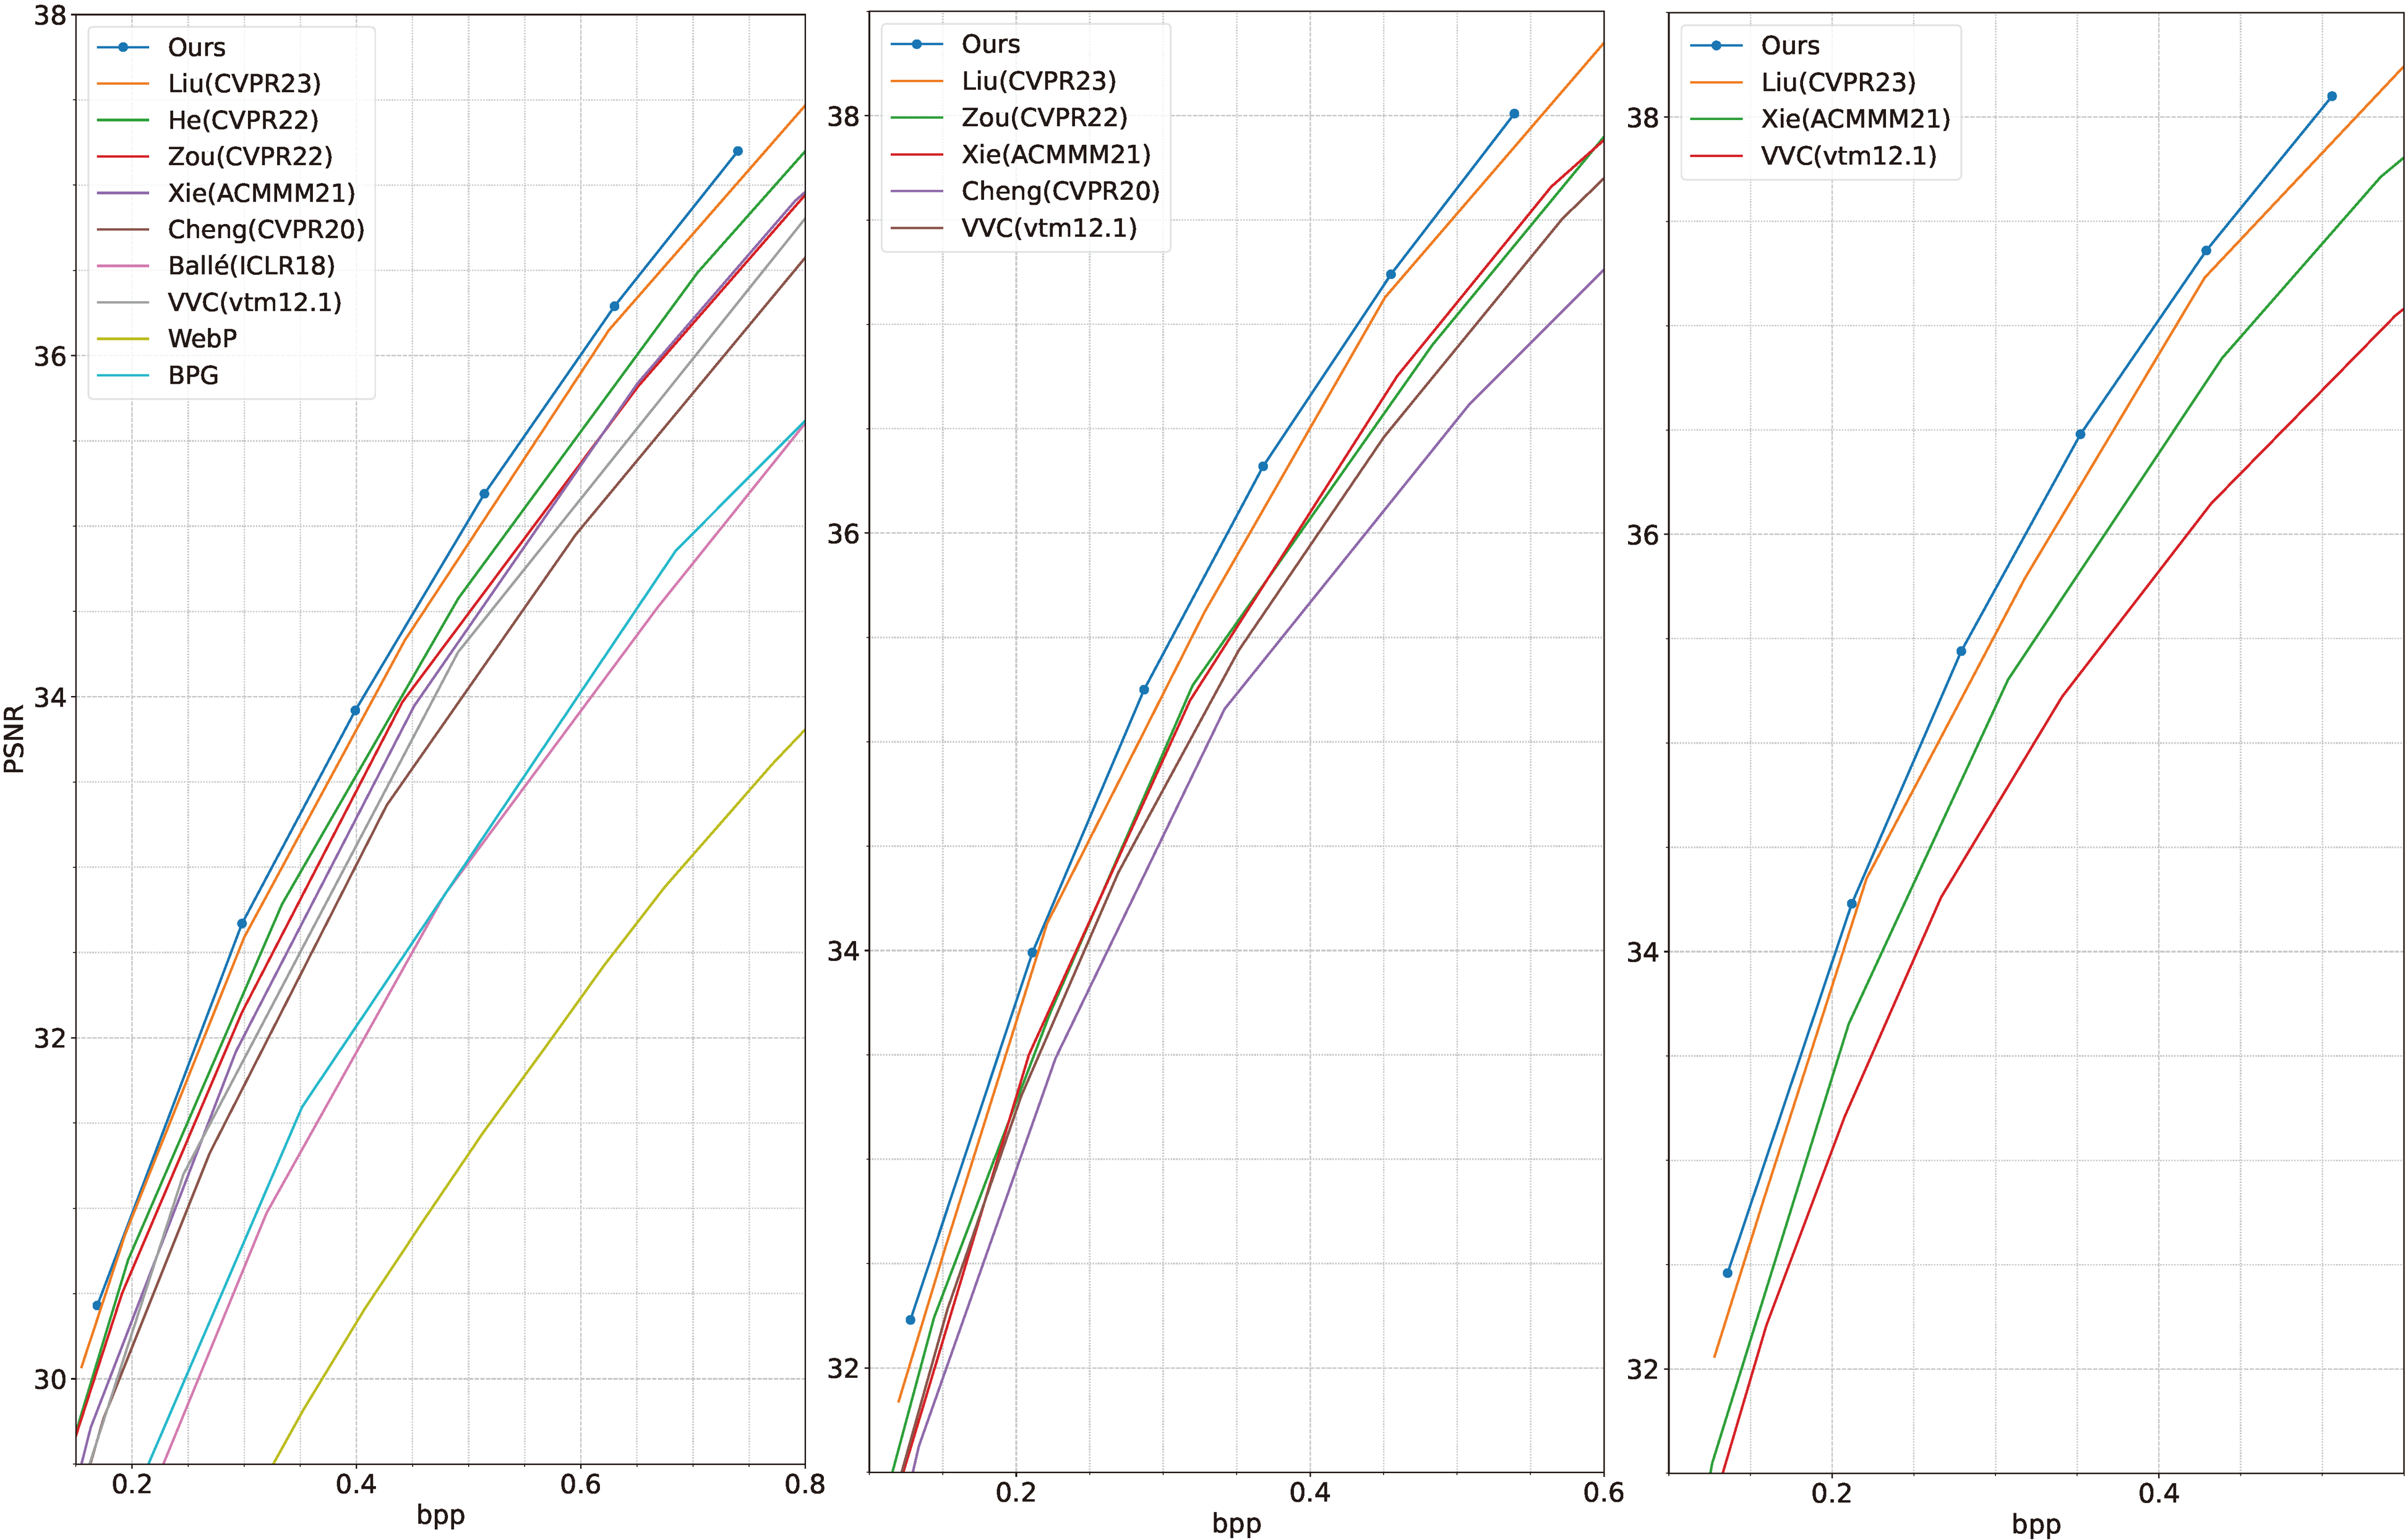 38
36
34
32
30
PSNR
Ours
Liu(CVPR23)
He(CVPR22)
Zou(CVPR22)
Xie(ACMMM21)
Cheng(CVPR20)
Ballé(ICLR18)
VVC(vtm12.1)
WebP
BPG
0.2 0.4 0.6 0.8
bpp
38
36
34
32
Ours
Liu(CVPR23)
Zou(CVPR22)
Xie(ACMMM21)
Cheng(CVPR20)
VVC(vtm12.1)
0.2 0.4 0.6
bpp
38
36
34
32
Ours
Liu(CVPR23)
Xie(ACMMM21)
VVC(vtm12.1)
0.2 0.4
bpp